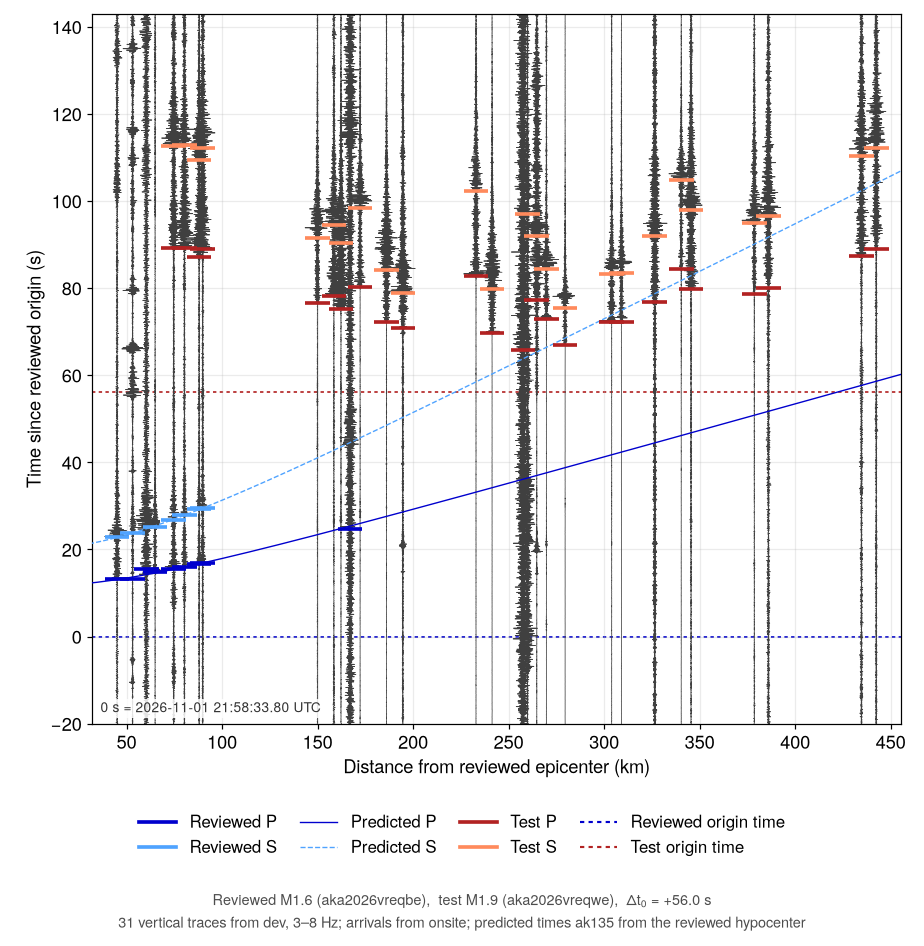 140
120
100
80
60
40
20
0
−20
Time since reviewed origin (s)
0 s = 2026-11-01 21:58:33.80 UTC
50 100 150 200 250 300 350 400 450
Distance from reviewed epicenter (km)
Reviewed P Predicted P Test P Reviewed origin time
Reviewed S Predicted S Test S Test origin time
Reviewed M1.6 (aka2026vreqbe), test M1.9 (aka2026vreqwe), Δt₀ = +56.0 s
31 vertical traces from dev, 3–8 Hz; arrivals from onsite; predicted times ak135 from the reviewed hypocenter